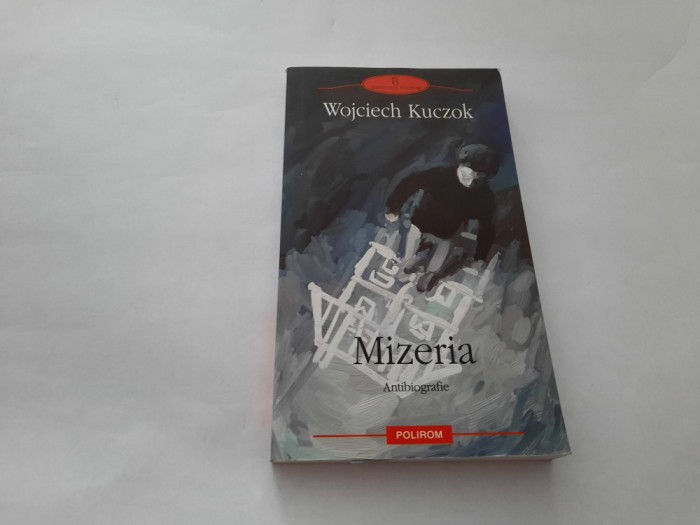 Wojciech Kuczok
Mizeria
Antibiografie
POLIROM